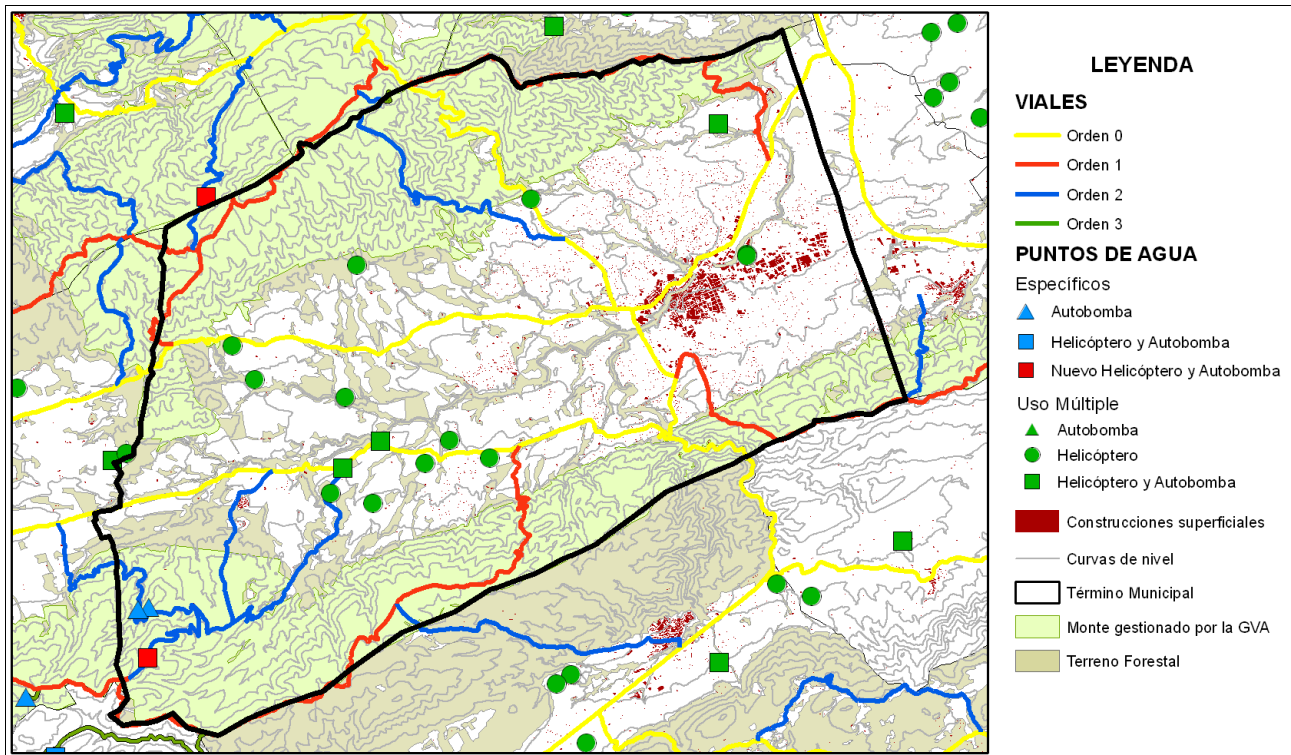 LEYENDA
VIALES
Orden 0
Orden 1
Orden 2
Orden 3
PUNTOS DE AGUA
Específicos
Autobomba
Helicóptero y Autobomba
Nuevo Helicóptero y Autobomba
Uso Múltiple
Autobomba
Helicóptero
Helicóptero y Autobomba
Construcciones superficiales
Curvas de nivel
Término Municipal
Monte gestionado por la GVA
Terreno Forestal